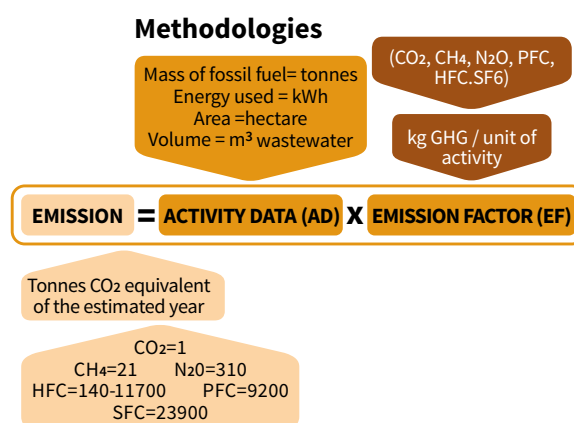 Methodologies
Mass of fossil fuel= tonnes
Energy used = kWh
Area =hectare
Volume = m³ wastewater
(CO₂, CH₄, N₂O, PFC,
HFC.SF6)
kg GHG / unit of
activity
EMISSION = ACTIVITY DATA (AD) X EMISSION FACTOR (EF)
Tonnes CO₂ equivalent
of the estimated year
CO₂=1
CH₄=21 N₂0=310
HFC=140-11700 PFC=9200
SFC=23900